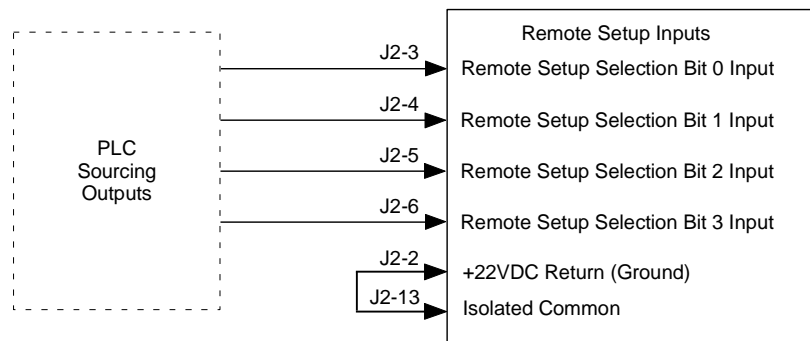 Remote Setup Inputs
J2-3
Remote Setup Selection Bit 0 Input
J2-4
Remote Setup Selection Bit 1 Input
PLC
Sourcing
Outputs
J2-5
Remote Setup Selection Bit 2 Input
J2-6
Remote Setup Selection Bit 3 Input
J2-2
+22VDC Return (Ground)
J2-13
Isolated Common